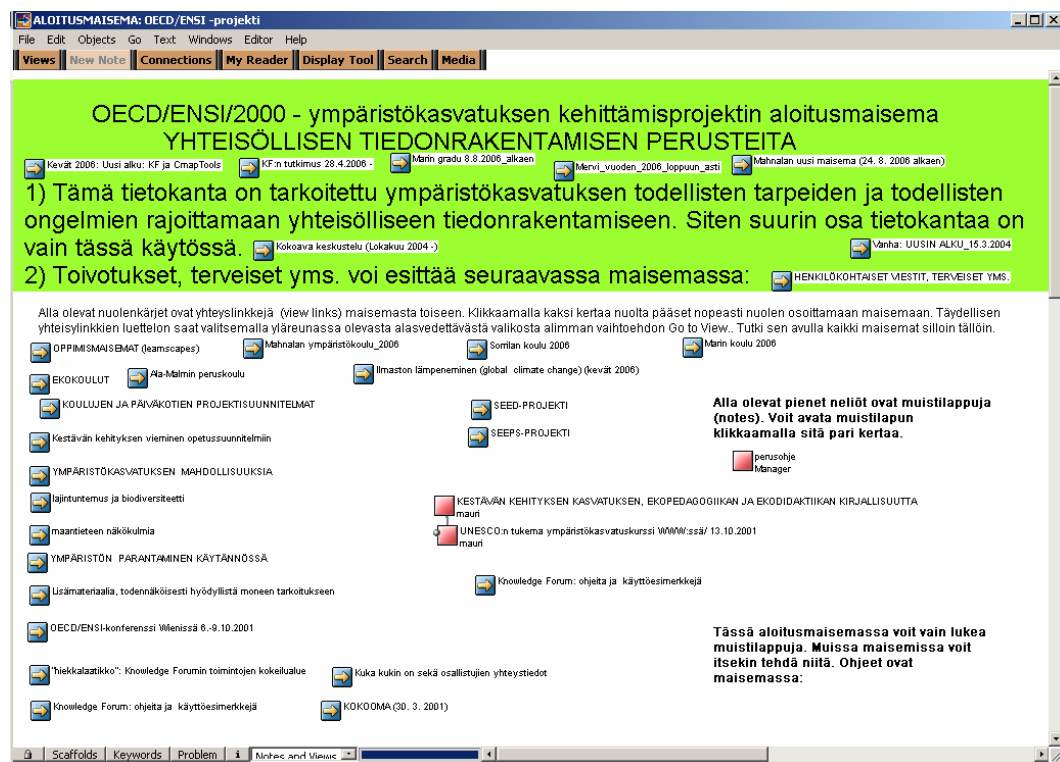 ALOITUSMAISEMA: OECD/ENSI -projekti
File Edit Objects Go Text Windows Editor Help
Views New Note Connections My Reader Display Tool Search Media
OECD/ENSI/2000 - ympäristökasvatuksen kehittämisprojektin aloitusmaisema
YHTEISÖLLISEN TIEDONRAKENTAMISEN PERUSTEITA
Kevät 2006: Uusi alku: KF ja CmapTools
KF:n tutkimus 28.4.2006 -
Marin gradu 8.8.2006_alkaen
Mervi_vuoden_2006_loppuun_asti
Mahnalan uusi maisema (24. 8. 2006 alkaen)
1) Tämä tietokanta on tarkoitettu ympäristökasvatuksen todellisten tarpeiden ja todellisten
ongelmien rajoittamaan yhteisölliseen tiedonrakentamiseen. Siten suurin osa tietokantaa on
vain tässä käytössä.
Kokoava keskustelu (Lokakuu 2004 -)
Vanha: UUSIN ALKU_15.3.2004
2) Toivotukset, terveiset yms. voi esittää seuraavassa maisemassa:
HENKILÖKOHTAISET VIESTIT, TERVEISET YMS.
Alla olevat nuolenkärjet ovat yhteyslinkkejä (view links) maisemasta toiseen. Klikkaamalla kaksi kertaa nuolta pääset nopeasti nuolen osoittamaan maisemaan. Täydellisen
yhteisylinkkien luettelon saat valitsemalla yläreunassa olevasta alasvedettävästä valikosta alimman vaihtoehdon Go to View.. Tutki sen avulla kaikki maisemat silloin tällöin.
OPPIMISMAISEMAT (learnscapes)
Mahnalan ympäristökoulu_2006
Sorrilan koulu 2006
Marin koulu 2006
EKOKOULUT
Ala-Malmin peruskoulu
Ilmaston lämpeneminen (global climate change) (kevät 2006)
KOULUJEN JA PÄIVÄKOTIEN PROJEKTISUUNNITELMAT
SEED-PROJEKTI
Alla olevat pienet neliöt ovat muistilappuja
(notes). Voit avata muistilapun
klikkaamalla sitä pari kertaa.
Kestävän kehityksen vieminen opetussuunnitelmiin
SEEPS-PROJEKTI
perusohje
Manager
YMPÄRISTÖKASVATUKSEN MAHDOLLISUUKSIA
lajintuntemus ja biodiversiteetti
KESTÄVÄN KEHITYKSEN KASVATUKSEN, EKOPEDAGOGIIKAN JA EKODIDAKTIIKAN KIRJALLISUUTTA
mauri
maantieteen näkökulmia
UNESCO:n tukema ympäristökasvatuskurssi WWW:ssä/ 13.10.2001
mauri
YMPÄRISTÖN PARANTAMINEN KÄYTÄNNÖSSÄ
Lisämateriaalia, todennäköisesti hyödyllistä moneen tarkoitukseen
Knowledge Forum: ohjeita ja käyttöesimerkkejä
OECD/ENSI-konferenssi Wienissä 6.-9.10.2001
Tässä aloitusmaisemassa voit vain lukea
muistilappuja. Muissa maisemissa voit
itsekin tehdä niitä. Ohjeet ovat
maisemassa:
"hiekkalaatikko": Knowledge Forumin toimintojen kokeilualue
Kuka kukin on sekä osallistujien yhteystiedot
Knowledge Forum: ohjeita ja käyttöesimerkkejä
KOKOOMA (30. 3. 2001)
Scaffolds Keywords Problem i Notes and Views